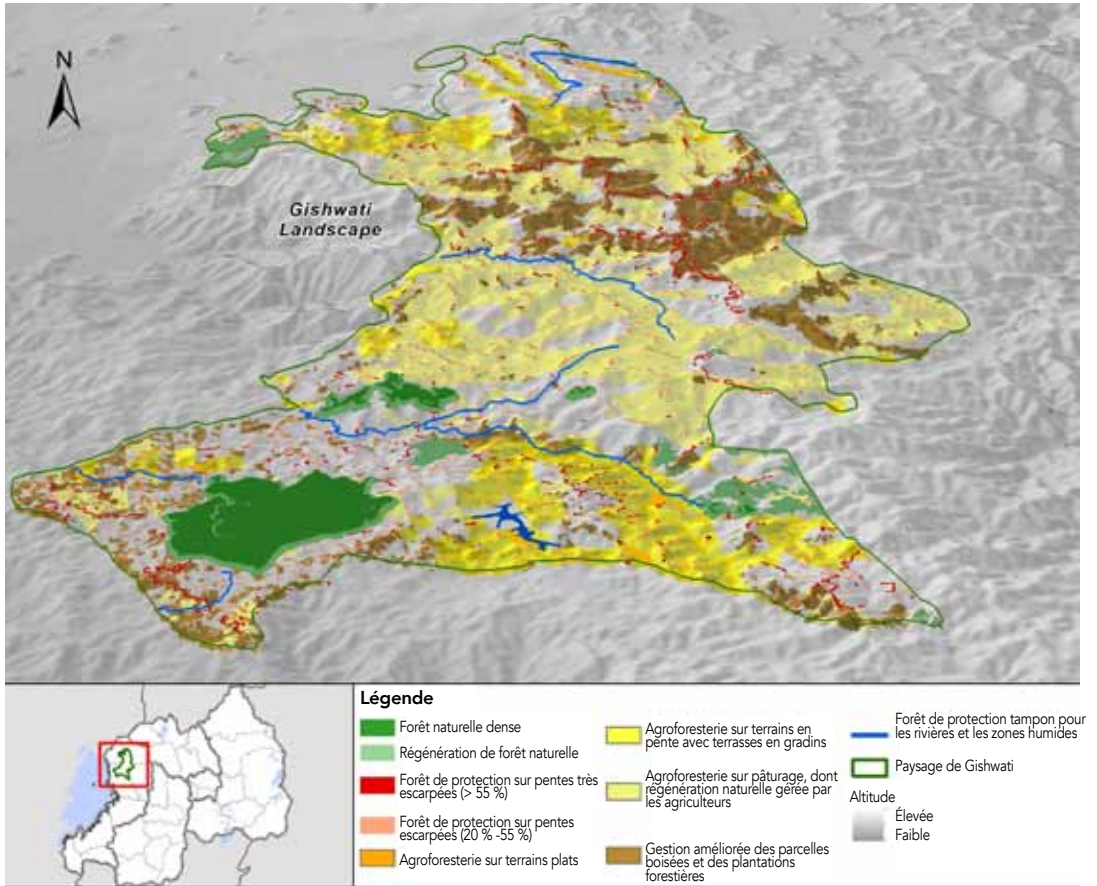 N
Gishwati
Landscape
Légende
Forêt naturelle dense
Régénération de forêt naturelle
Forêt de protection sur pentes très
escarpées (> 55 %)
Forêt de protection sur pentes
escarpées (20 % -55 %)
Agroforesterie sur terrains plats
Agroforesterie sur terrains en
pente avec terrasses en gradins
Agroforesterie sur pâturage, dont
régénération naturelle gérée par
les agriculteurs
Gestion améliorée des parcelles
boisées et des plantations
forestières
Forêt de protection tampon pour
les rivières et les zones humides
Paysage de Gishwati
Altitude
Élevée
Faible